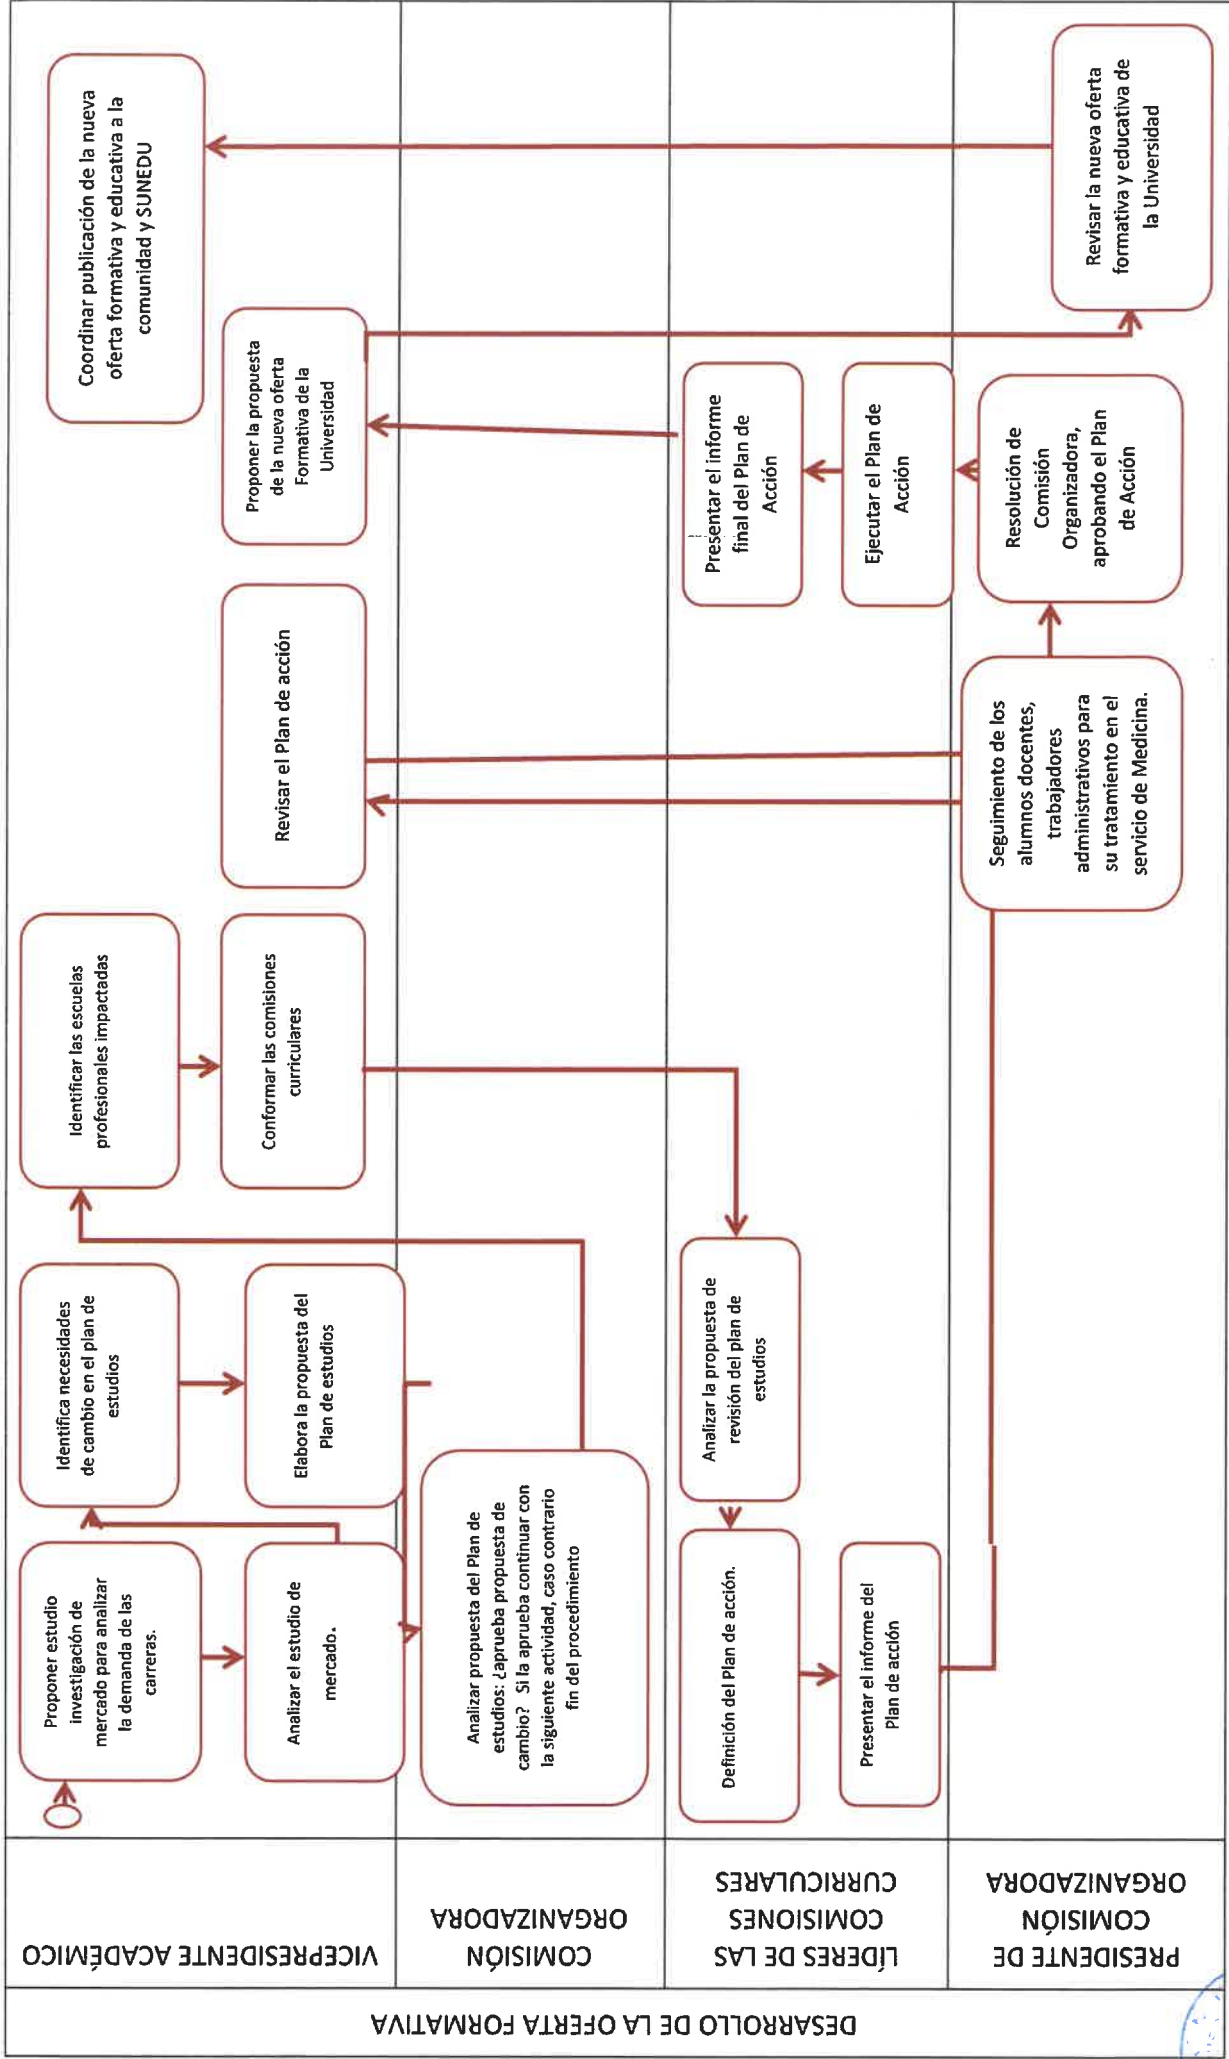 DESARROLLO DE LA OFERTA FORMATIVA
VICEPRESIDENTE ACADÉMICO
Proponer estudio
investigación de
mercado para analizar
la demanda de las
carreras.
Analizar el estudio de
mercado.
Identifica necesidades
de cambio en el plan de
estudios
Elabora la propuesta del
Plan de estudios
Identificar las escuelas
profesionales impactadas
Conformar las comisiones
curriculares
Revisar el Plan de acción
Proponer la propuesta
de la nueva oferta
Formativa de la
Universidad
Coordinar publicación de la nueva
oferta formativa y educativa a la
comunidad y SUNEDU
COMISIÓN
ORGANIZADORA
Analizar propuesta del Plan de
estudios: ¿aprueba propuesta de
cambio? Si la aprueba continuar con
la siguiente actividad, caso contrario
fin del procedimiento
LÍDERES DE LAS
COMISIONES
CURRICULARES
Definición del Plan de acción.
Presentar el informe del
Plan de acción
Analizar la propuesta de
revisión del plan de
estudios
Presentar el informe
final del Plan de
Acción
Ejecutar el Plan de
Acción
PRESIDENTE DE
COMISIÓN
ORGANIZADORA
Seguimiento de los
alumnos docentes,
trabajadores
administrativos para
su tratamiento en el
servicio de Medicina.
Resolución de
Comisión
Organizadora,
aprobando el Plan
de Acción
Revisar la nueva oferta
formativa y educativa de
la Universidad